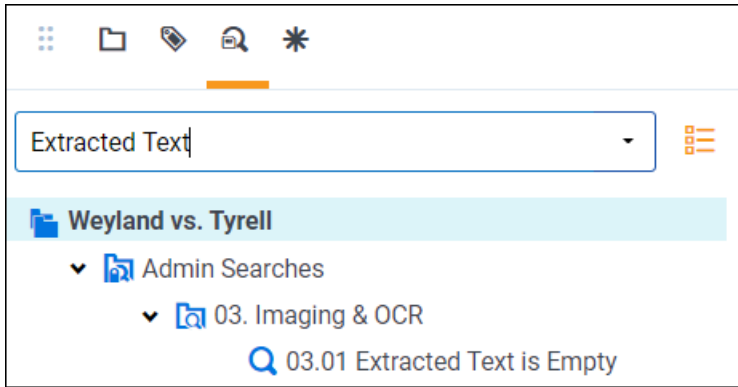 Extracted Text
Weyland vs. Tyrell
Admin Searches
03. Imaging & OCR
03.01 Extracted Text is Empty